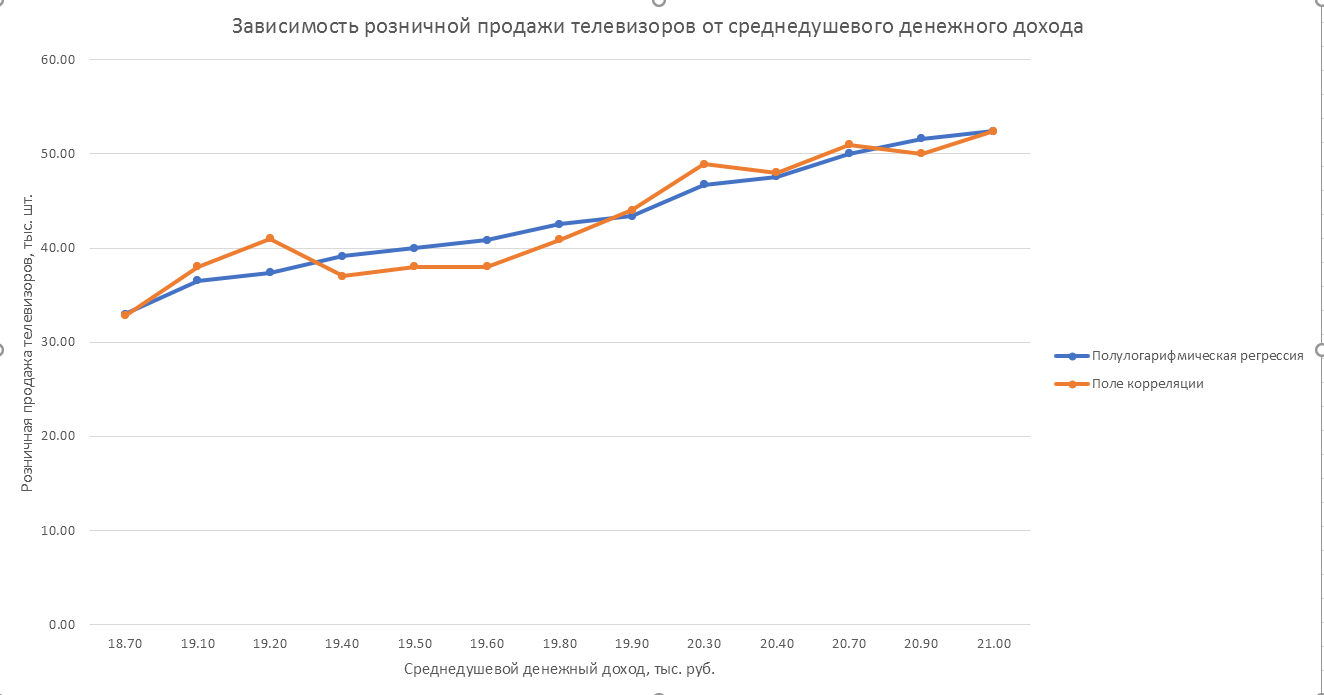 Зависимость розничной продажи телевизоров от среднедушевого денежного дохода
60.00
50.00
40.00
30.00
20.00
10.00
0.00
Розничная продажа телевизоров, тыс. шт.
18.70 19.10 19.20 19.40 19.50 19.60 19.80 19.90 20.30 20.40 20.70 20.90 21.00
Среднедушевой денежный доход, тыс. руб.
Полулогарифмическая регрессия
Поле корреляции